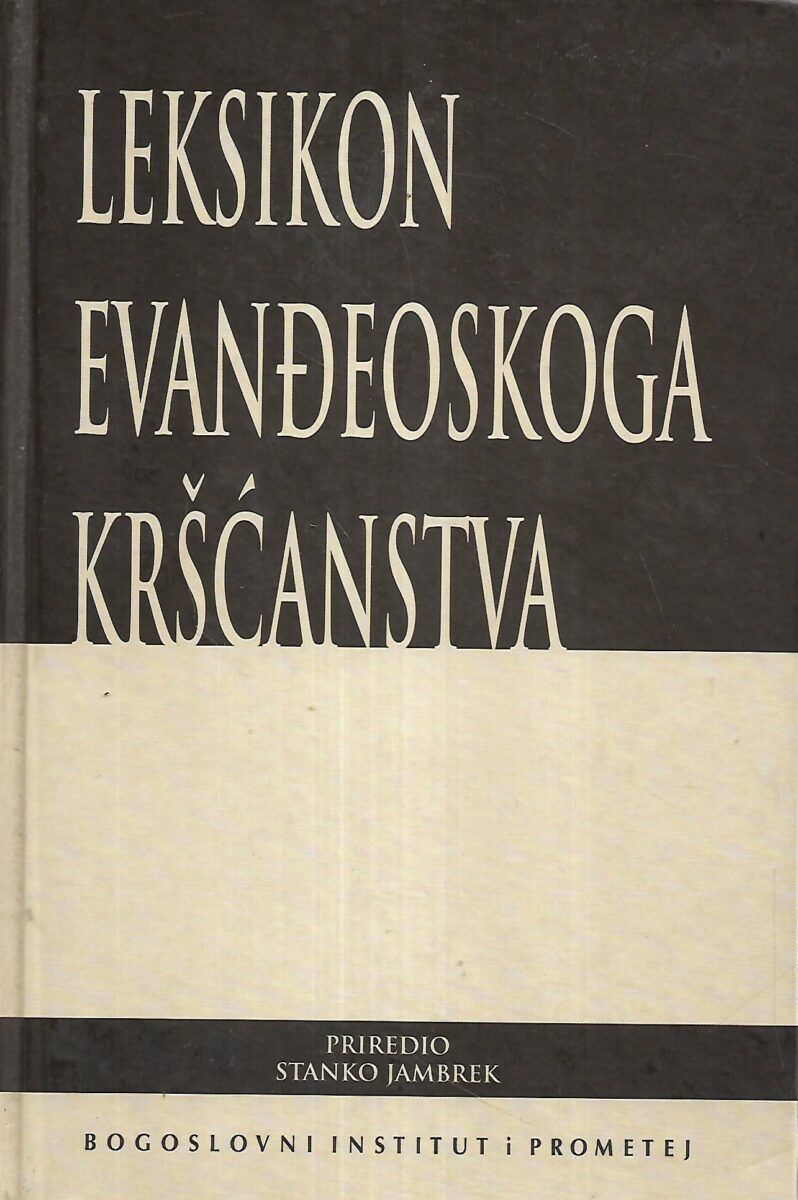 LEKSIKON
EVANĐEOSKOGA
KRŠĆANSTVA
PRIREDIO
STANKO JAMBREK
BOGOSLOVNI INSTITUT i PROMETEJ